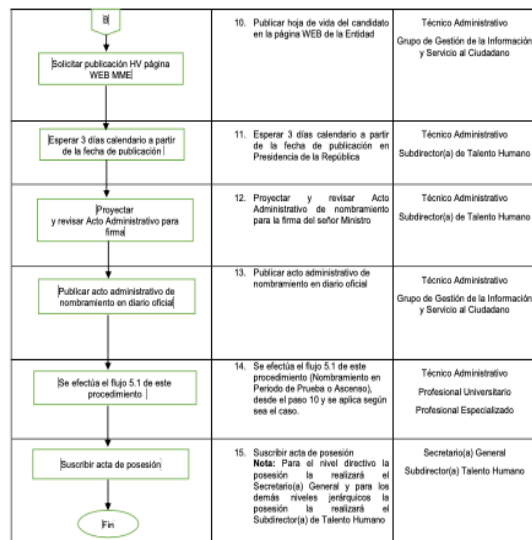 B
Solicitar publicación HV página
WEB MME
10. Publicar hoja de vida del candidato
en la página WEB de la Entidad
Técnico Administrativo
Grupo de Gestión de la Información
y Servicio al Ciudadano
Esperar 3 días calendario a partir
de la fecha de publicación
11. Esperar 3 días calendario a partir
de la fecha de publicación en
Presidencia de la República
Técnico Administrativo
Subdirector(a) de Talento Humano
Proyectar
y revisar Acto Administrativo para
firma
12. Proyectar y revisar Acto
Administrativo de nombramiento
para la firma del señor Ministro
Técnico Administrativo
Subdirector(a) de Talento Humano
Publicar acto administrativo de
nombramiento en diario oficial
13. Publicar acto administrativo de
nombramiento en diario oficial
Técnico Administrativo
Grupo de Gestión de la Información
y Servicio al Ciudadano
Se efectúa el flujo 5.1 de este
procedimiento
14. Se efectúa el flujo 5.1 de este
procedimiento (Nombramiento en
Periodo de Prueba o Ascenso),
desde el paso 10 y se aplica según
sea el caso.
Técnico Administrativo
Profesional Universitario
Profesional Especializado
Suscribir acta de posesión
15. Suscribir acta de posesión
Nota: Para el nivel directivo la
posesión la realizará el
Secretario(a) General y para los
demás niveles jerárquicos la
posesión la realizará el
Subdirector(a) de Talento Humano
Secretario(a) General
Subdirector(a) Talento Humano
Fin